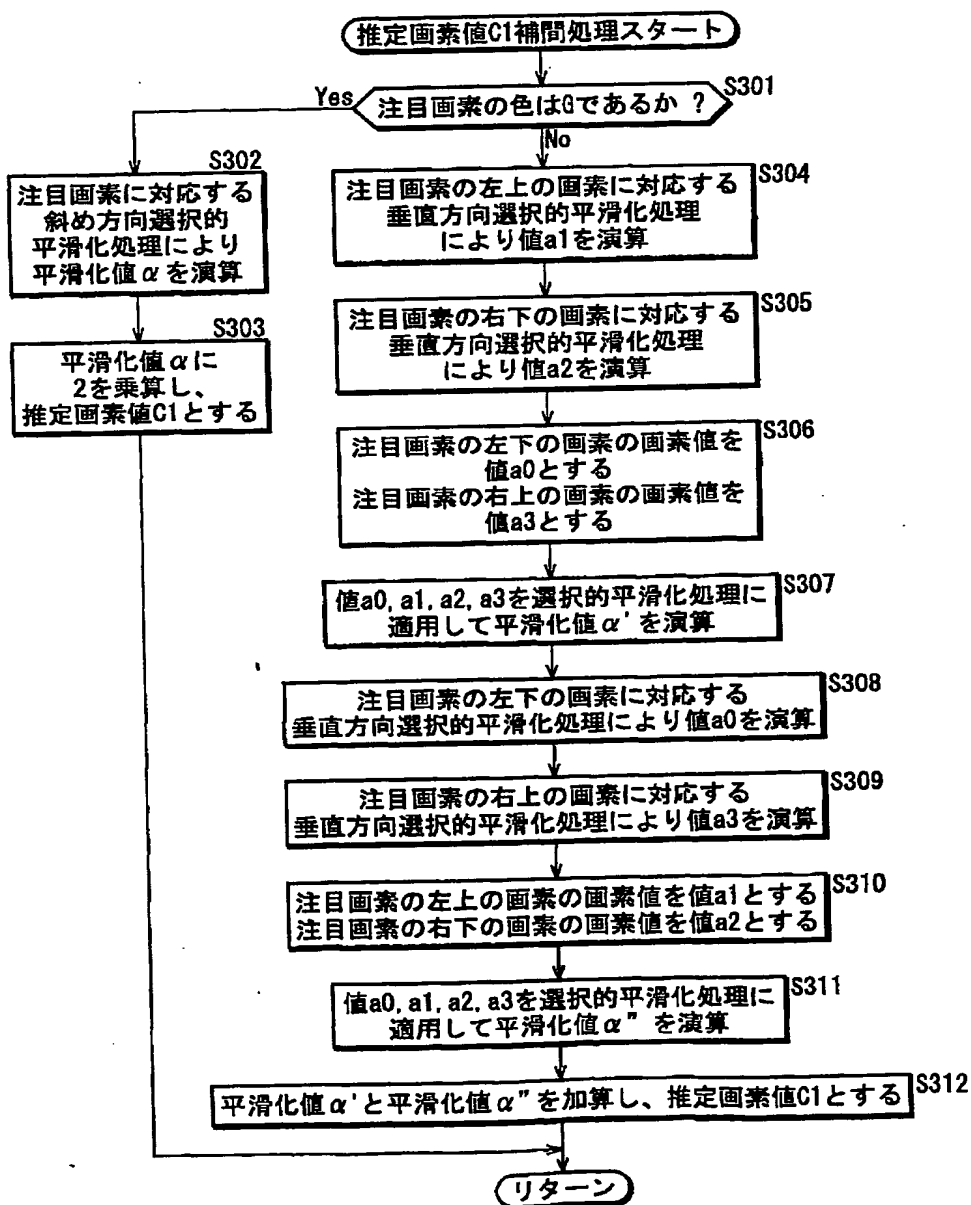 推定画素値C1補間処理スタート
注目画素の色はGであるか ?
S301
Yes
No
S302
注目画素に対応する
斜め方向選択的
平滑化処理により
平滑化値αを演算
S303
平滑化値αに
2を乗算し、
推定画素値C1とする
S304
注目画素の左上の画素に対応する
垂直方向選択的平滑化処理
により値a1を演算
S305
注目画素の右下の画素に対応する
垂直方向選択的平滑化処理
により値a2を演算
S306
注目画素の左下の画素の画素値を
値a0とする
注目画素の右上の画素の画素値を
値a3とする
S307
値a0, a1, a2, a3を選択的平滑化処理に
適用して平滑化値α'を演算
S308
注目画素の左下の画素に対応する
垂直方向選択的平滑化処理により値a0を演算
S309
注目画素の右上の画素に対応する
垂直方向選択的平滑化処理により値a3を演算
S310
注目画素の左上の画素の画素値を値a1とする
注目画素の右下の画素の画素値を値a2とする
S311
値a0, a1, a2, a3を選択的平滑化処理に
適用して平滑化値α"を演算
S312
平滑化値α'と平滑化値α"を加算し、推定画素値C1とする
リターン